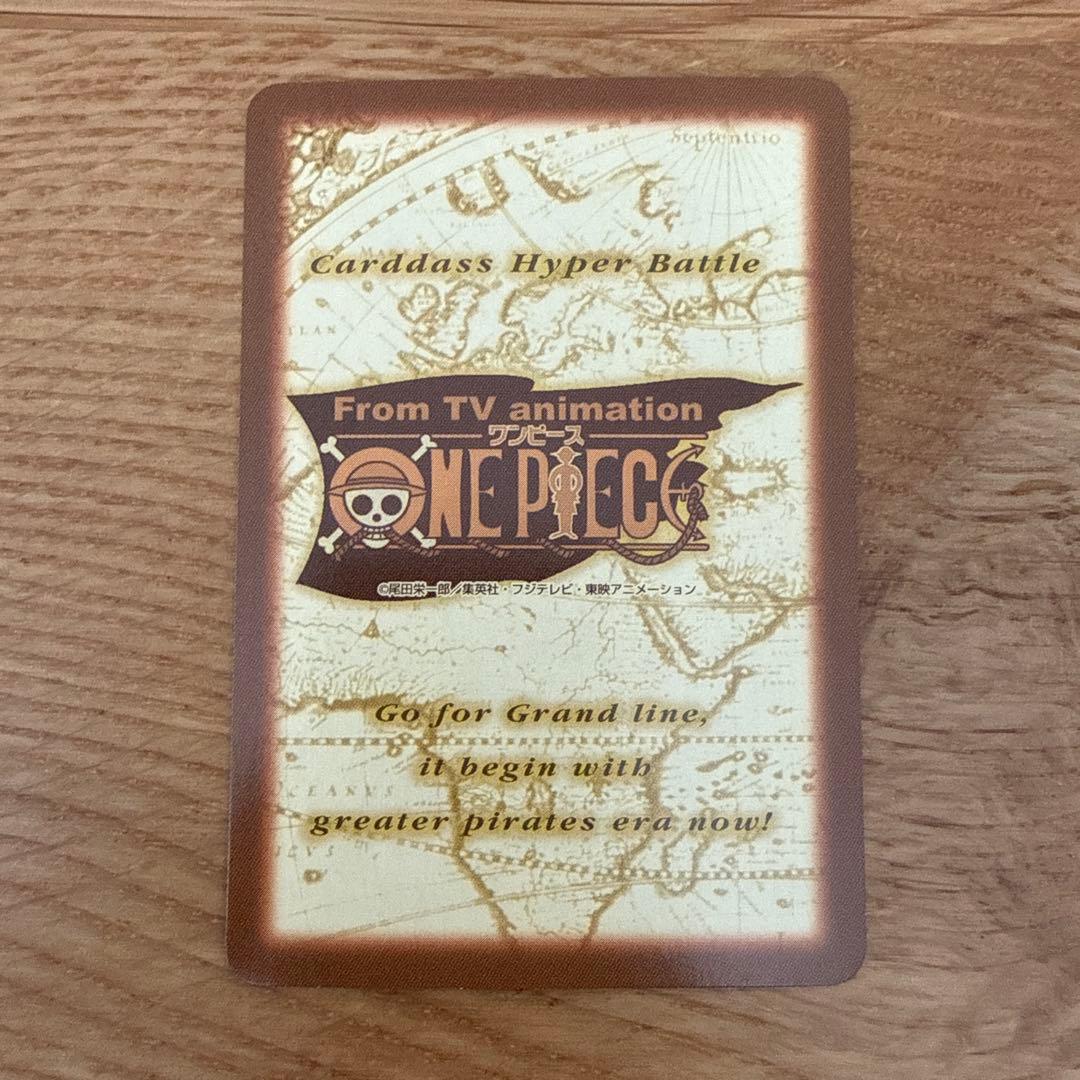 Septentrio
Carddass Hyper Battle
From TV animation
ワンピース
ONE PIECE
©尾田栄一郎／集英社・フジテレビ・東映アニメーション
Go for Grand line,
it begin with
OCEANVS
greater pirates era now!